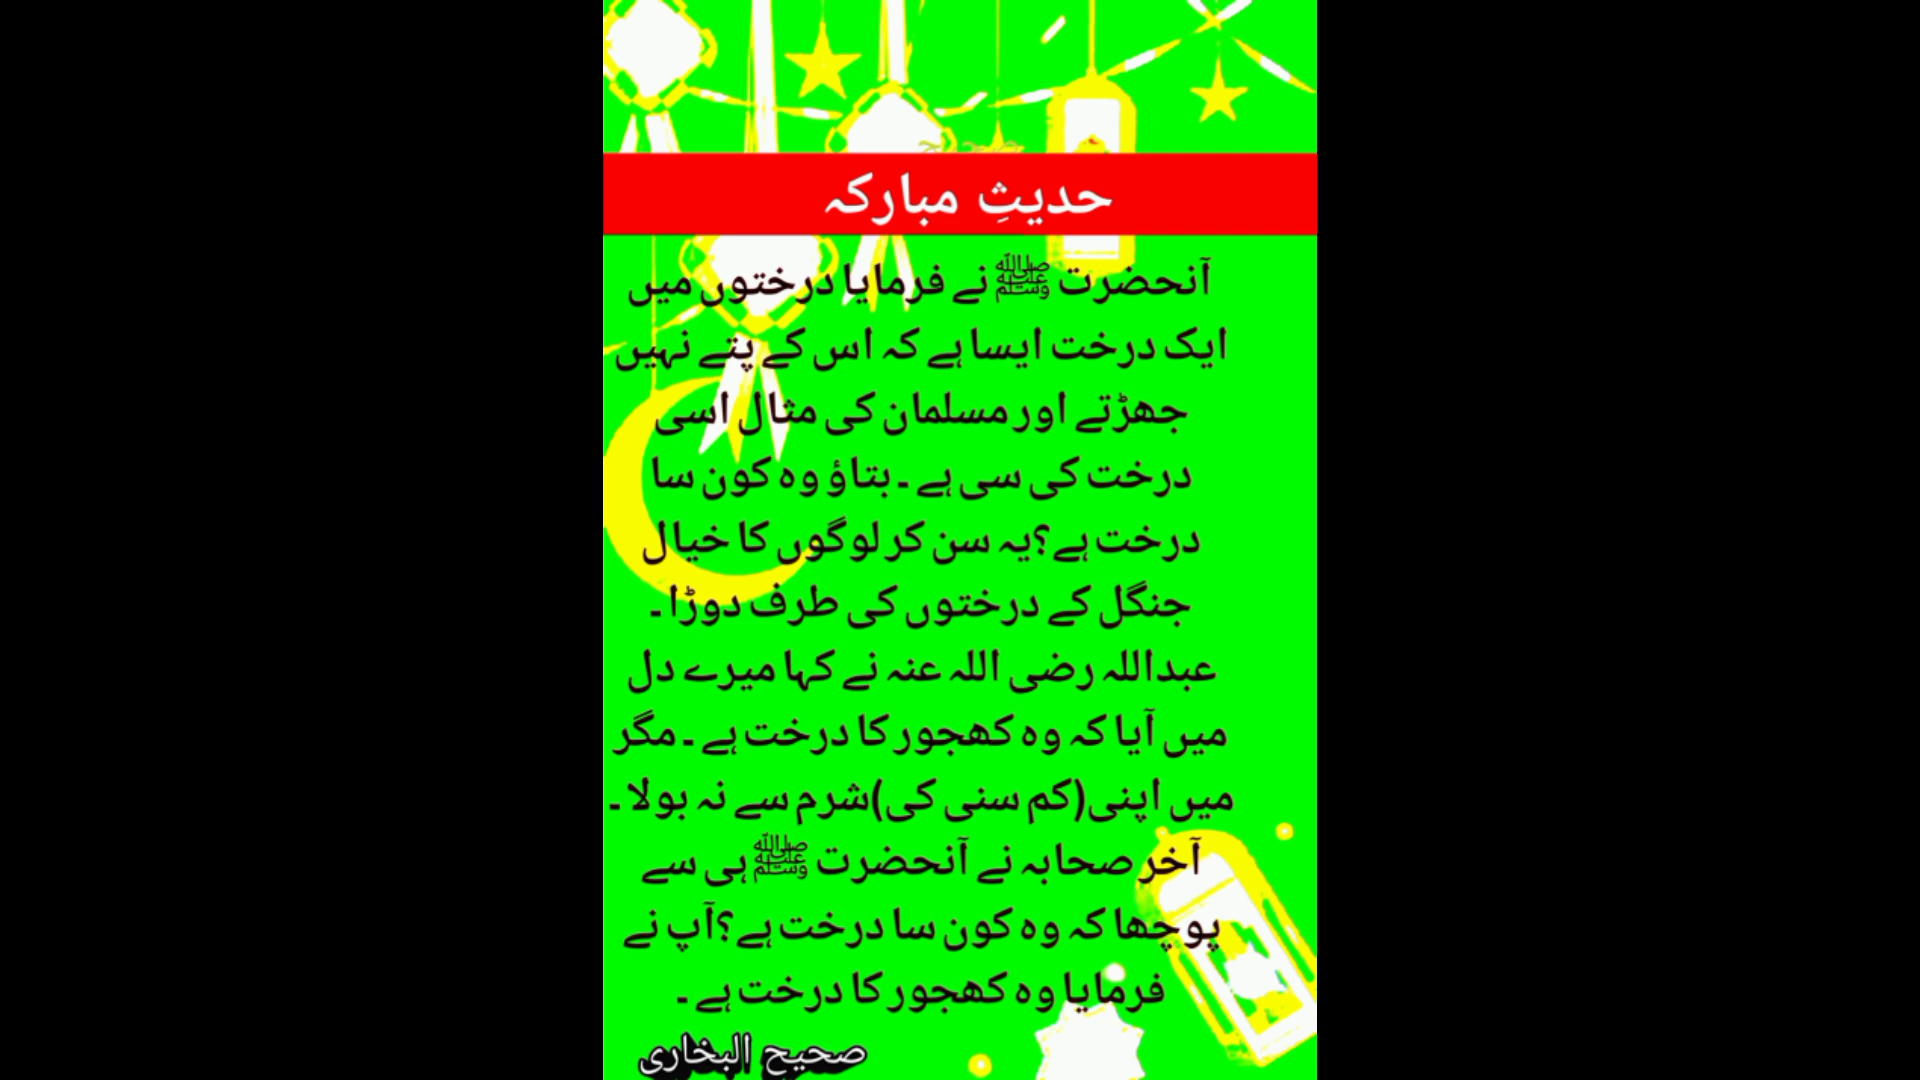 حدیثِ مبارکہ
آنحضرت ﷺ نے فرمایا درختوں میں
ایک درخت ایسا ہے کہ اس کے پتے نہیں
جھڑتے اور مسلمان کی مثال اسی
درخت کی سی ہے ۔ بتاؤ وہ کون سا
درخت ہے؟یہ سن کر لوگوں کا خیال
جنگل کے درختوں کی طرف دوڑا ۔
عبداللہ رضی اللہ عنہ نے کہا میرے دل
میں آیا کہ وہ کھجور کا درخت ہے ۔ مگر
میں اپنی(کم سنی کی)شرم سے نہ بولا ۔
آخر صحابہ نے آنحضرت ﷺ ہی سے
پوچھا کہ وہ کون سا درخت ہے؟آپ نے
فرمایا وہ کھجور کا درخت ہے ۔
صحیح البخاری